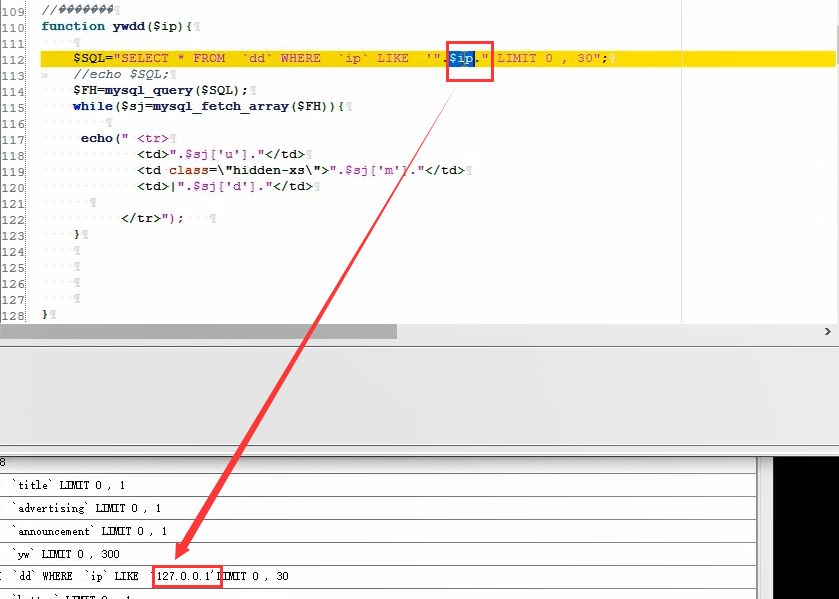 109 //�������¶
110 function ywdd($ip){¶
111 ¶
112 $SQL="SELECT * FROM `dd` WHERE `ip` LIKE '".$ip." LIMIT 0 , 30";¶
113 //echo $SQL;¶
114 $FH=mysql_query($SQL);¶
115 while($sj=mysql_fetch_array($FH)){¶
116 ¶
117 echo(" <tr>¶
118 <td>".$sj['u']."</td>¶
119 <td class=\"hidden-xs\">".$sj['m']."</td>¶
120 <td>|".$sj['d']."</td>¶
121 ¶
122 </tr>"); ¶
123 }¶
124 ¶
125 ¶
126 ¶
127 ¶
128 }¶
8
`title` LIMIT 0 , 1
`advertising` LIMIT 0 , 1
`announcement` LIMIT 0 , 1
`yw` LIMIT 0 , 300
`dd` WHERE `ip` LIKE '127.0.0.1' LIMIT 0 , 30